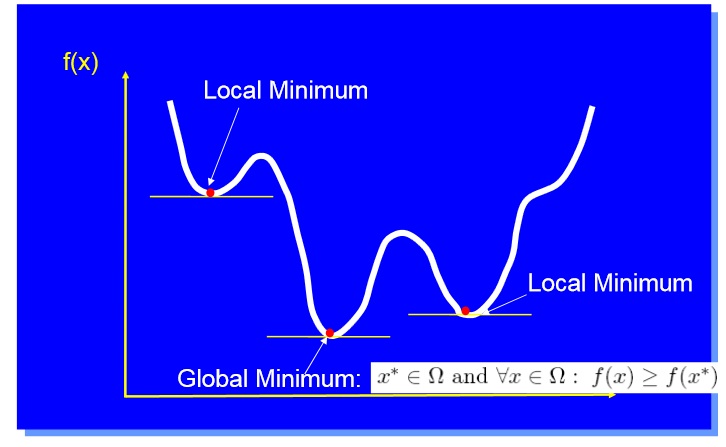 f(x)
Local Minimum
Local Minimum
Global Minimum: x* ∈ Ω and ∀x ∈ Ω : f(x) ≥ f(x*)